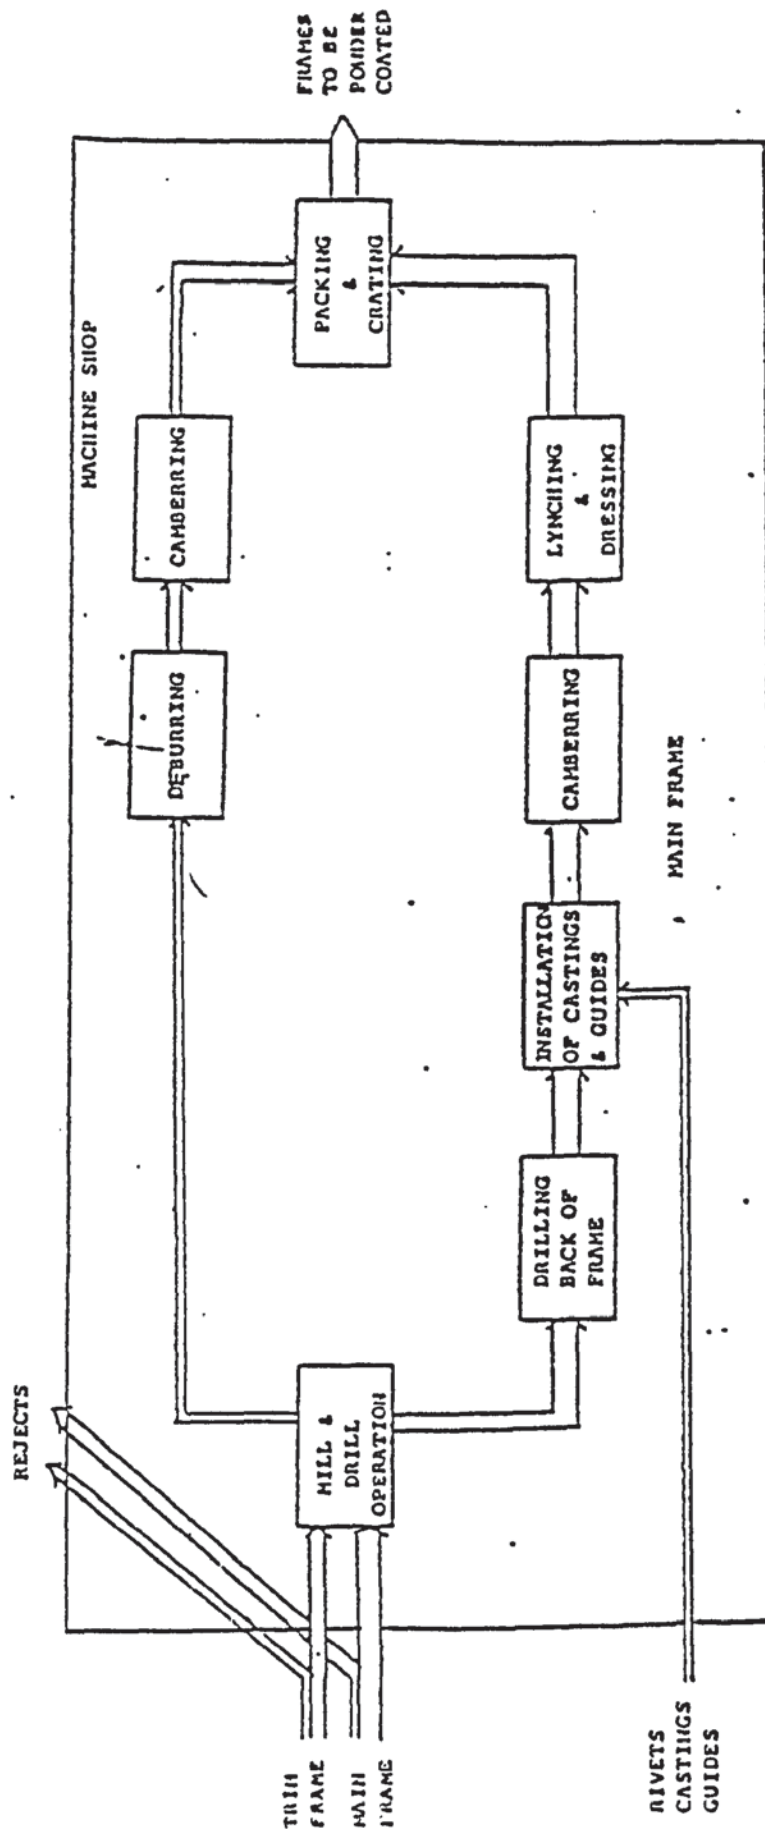 REJECTS
MACHINE SHOP
TRIM
FRAME
MAIN
FRAME
MILL &
DRILL
OPERATION
DEBURRING
CAMBERRING
PACKING
&
CRATING
FRAMES
TO BE
POWDER
COATED
DRILLING
BACK OF
FRAME
INSTALLATION
OF CASTINGS
& GUIDES
CAMBERRING
LYNCHING
&
DRESSING
MAIN FRAME
RIVETS
CASTINGS
GUIDES